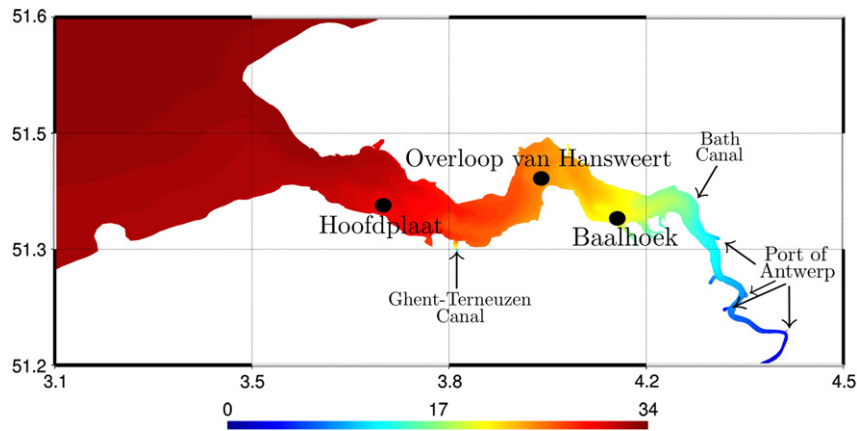 51.6
51.5
Bath
Canal
Overloop van Hansweert
Hoofdplaat
Baalhoek
51.3
Port of
Antwerp
Ghent-Terneuzen
Canal
51.2
3.1
3.5
3.8
4.2
4.5
0
17
34